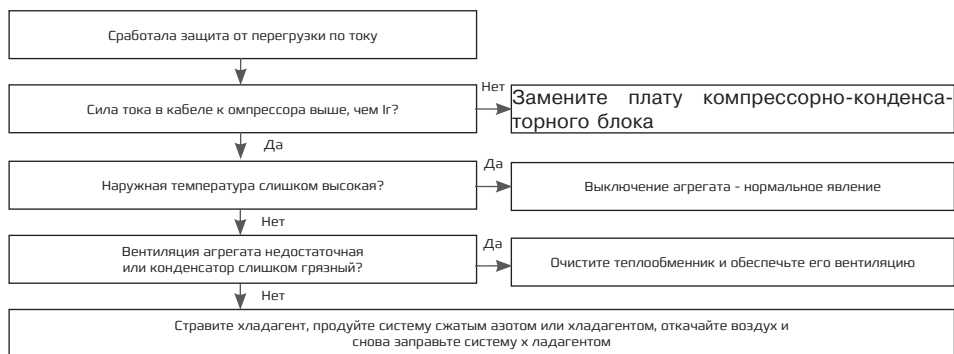 Сработала защита от перегрузки по току
Сила тока в кабеле к омпрессора выше, чем Iг?
Нет
Замените плату компрессорно-конденса-
торного блока
Да
Наружная температура слишком высокая?
Да
Выключение агрегата - нормальное явление
Нет
Вентиляция агрегата недостаточная
или конденсатор слишком грязный?
Да
Очистите теплообменник и обеспечьте его вентиляцию
Нет
Стравите хладагент, продуйте систему сжатым азотом или хладагентом, откачайте воздух и
снова заправьте систему х ладагентом